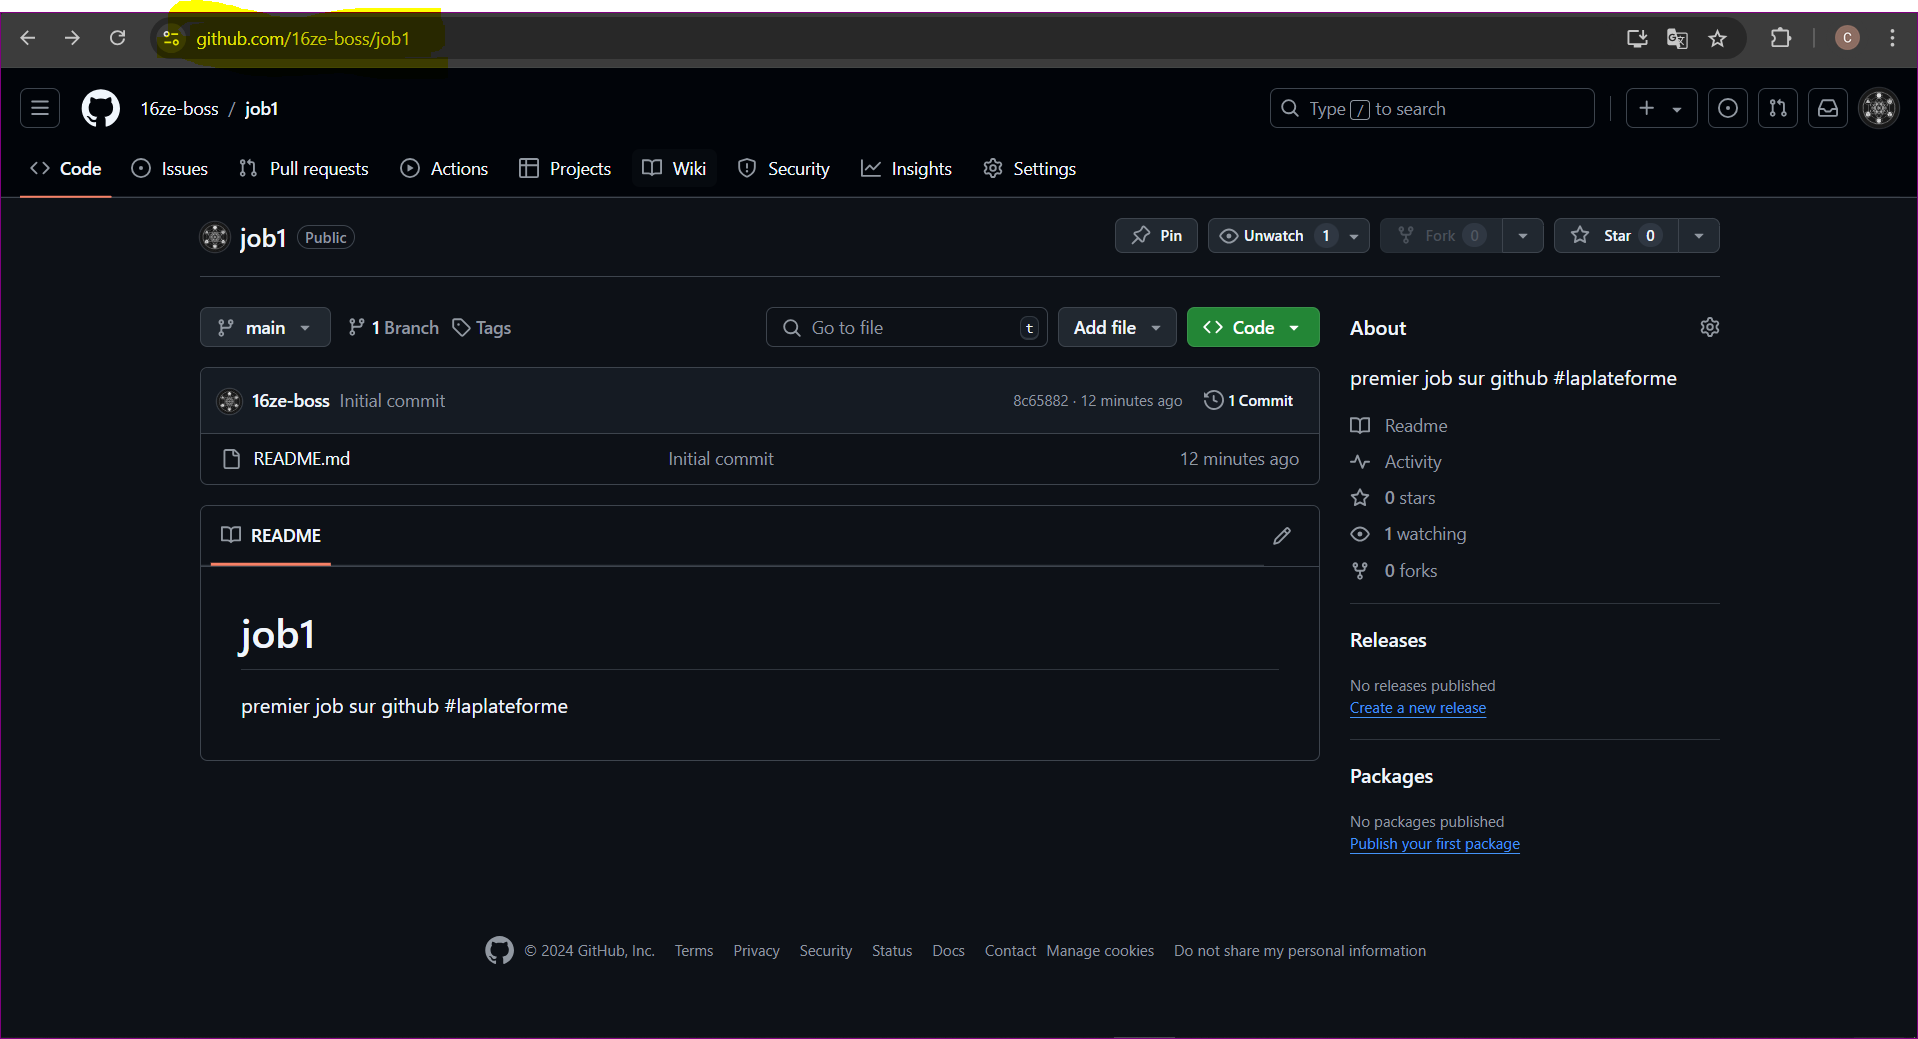 github.com/16ze-boss/job1
C
16ze-boss / job1
Type / to search
Code Issues Pull requests Actions Projects Wiki Security Insights Settings
job1 Public
Pin Unwatch 1 Fork 0 Star 0
main 1 Branch Tags Go to file t Add file Code
16ze-boss Initial commit 8c65882 · 12 minutes ago 1 Commit
README.md Initial commit 12 minutes ago
README
job1
premier job sur github #laplateforme
About
premier job sur github #laplateforme
Readme
Activity
0 stars
1 watching
0 forks
Releases
No releases published
Create a new release
Packages
No packages published
Publish your first package
© 2024 GitHub, Inc. Terms Privacy Security Status Docs Contact Manage cookies Do not share my personal information